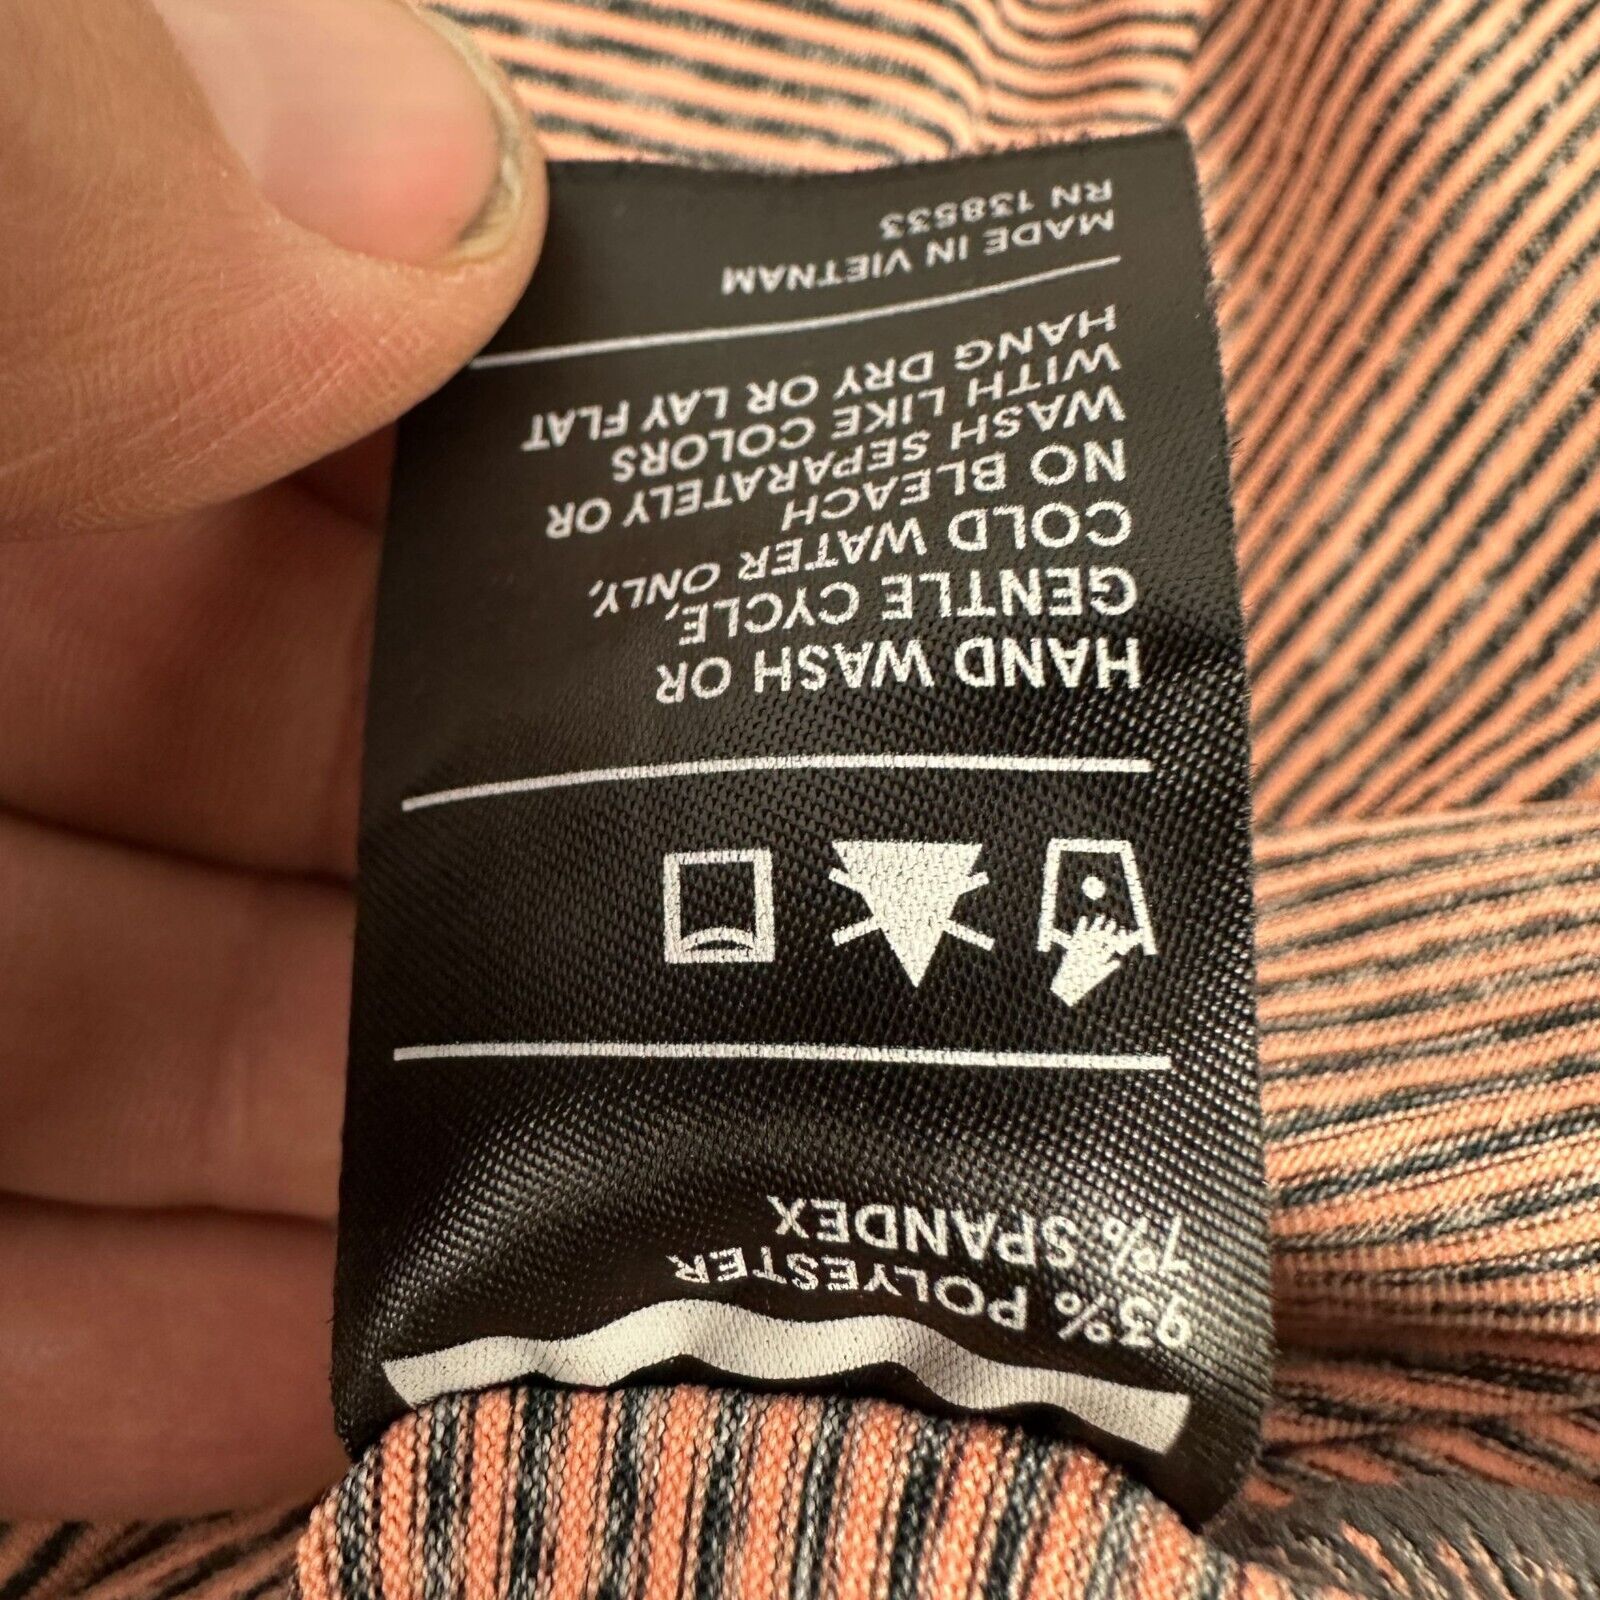 93% POLYESTER
7% SPANDEX
HAND WASH OR
GENTLE CYCLE,
COLD WATER ONLY,
NO BLEACH
WASH SEPARATELY OR
WITH LIKE COLORS
HANG DRY OR LAY FLAT
MADE IN VIETNAM
RN 138533